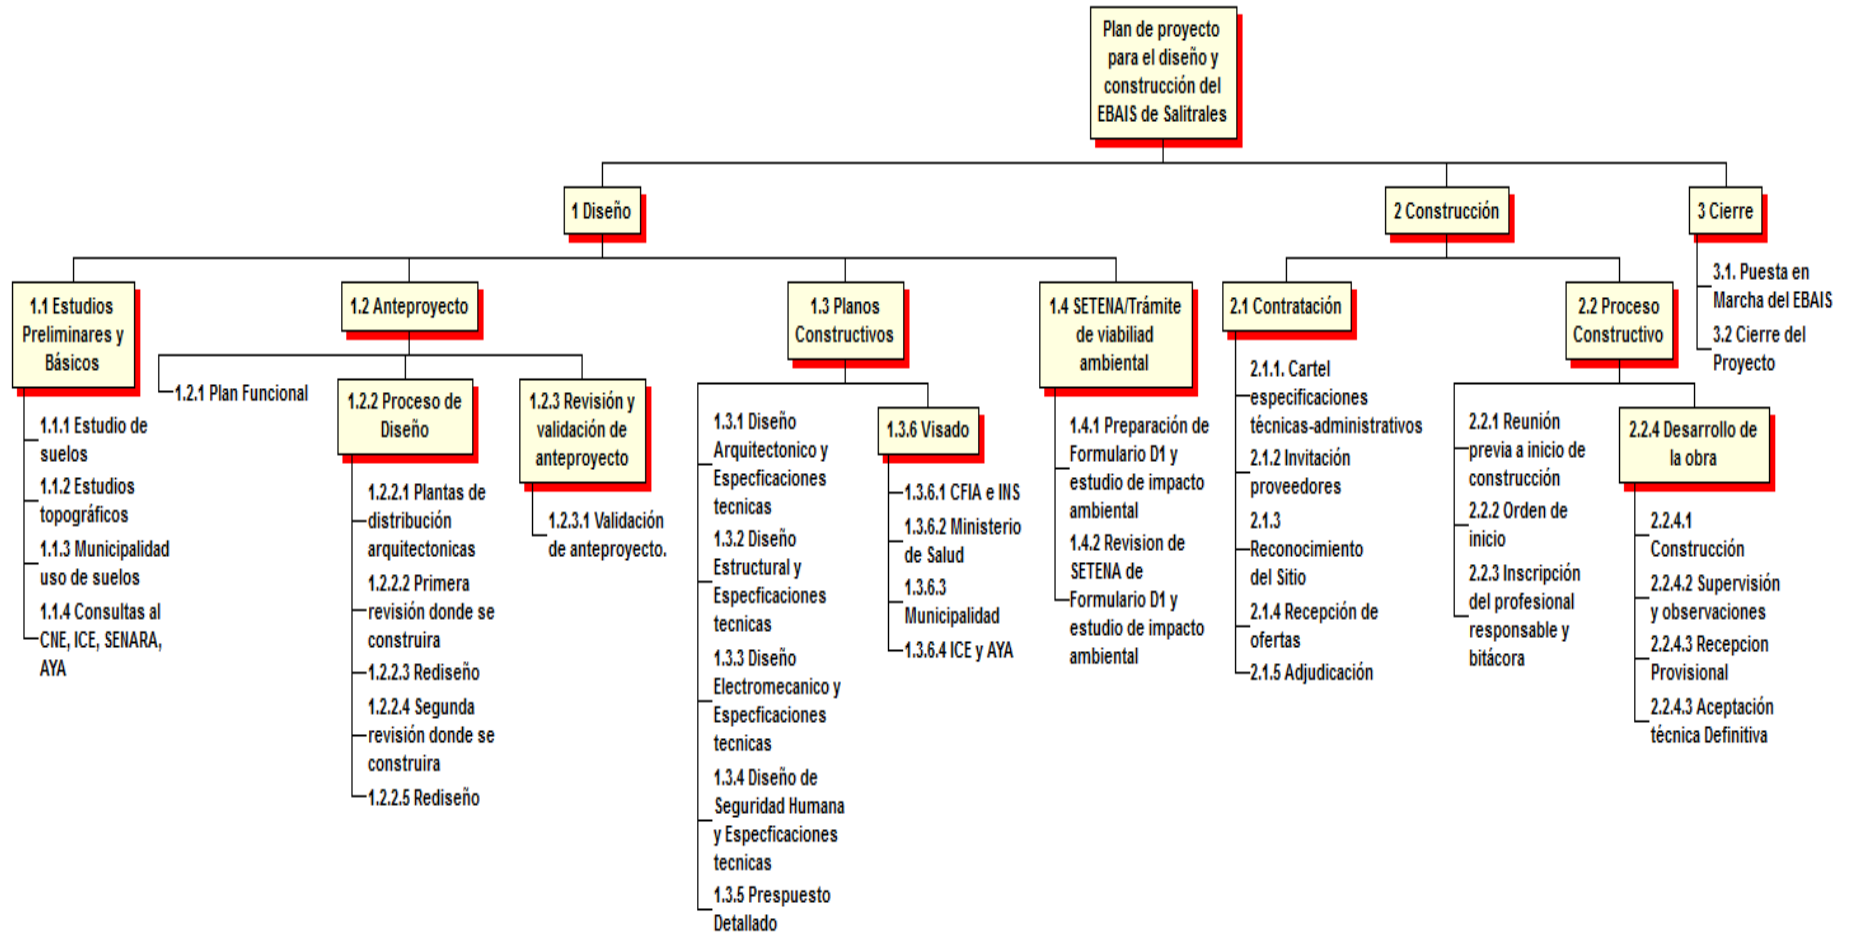 Plan de proyecto
para el diseño y
construcción del
EBAIS de Salitrales
1 Diseño
2 Construcción
3 Cierre
1.1 Estudios
Preliminares y
Básicos
1.1.1 Estudio de
suelos
1.1.2 Estudios
topográficos
1.1.3 Municipalidad
uso de suelos
1.1.4 Consultas al
CNE, ICE, SENARA,
AYA
1.2 Anteproyecto
1.2.1 Plan Funcional
1.2.2 Proceso de
Diseño
1.2.2.1 Plantas de
distribución
arquitectonicas
1.2.2.2 Primera
revisión donde se
construira
1.2.2.3 Rediseño
1.2.2.4 Segunda
revisión donde se
construira
1.2.2.5 Rediseño
1.2.3 Revisión y
validación de
anteproyecto
1.2.3.1 Validación
de anteproyecto.
1.3 Planos
Constructivos
1.3.1 Diseño
Arquitectonico y
Especficaciones
tecnicas
1.3.2 Diseño
Estructural y
Especficaciones
tecnicas
1.3.3 Diseño
Electromecanico y
Especficaciones
tecnicas
1.3.4 Diseño de
Seguridad Humana
y Especficaciones
tecnicas
1.3.5 Prespuesto
Detallado
1.3.6 Visado
1.3.6.1 CFIA e INS
1.3.6.2 Ministerio
de Salud
1.3.6.3
Municipalidad
1.3.6.4 ICE y AYA
1.4 SETENA/Trámite
de viabiliad
ambiental
1.4.1 Preparación de
Formulario D1 y
estudio de impacto
ambiental
1.4.2 Revision de
SETENA de
Formulario D1 y
estudio de impacto
ambiental
2.1 Contratación
2.1.1. Cartel
especificaciones
técnicas-administrativos
2.1.2 Invitación
proveedores
2.1.3
Reconocimiento
del Sitio
2.1.4 Recepción de
ofertas
2.1.5 Adjudicación
2.2 Proceso
Constructivo
2.2.1 Reunión
previa a inicio de
construcción
2.2.2 Orden de
inicio
2.2.3 Inscripción
del profesional
responsable y
bitácora
2.2.4 Desarrollo de
la obra
2.2.4.1
Construcción
2.2.4.2 Supervisión
y observaciones
2.2.4.3 Recepcion
Provisional
2.2.4.3 Aceptación
técnica Definitiva
3.1. Puesta en
Marcha del EBAIS
3.2 Cierre del
Proyecto